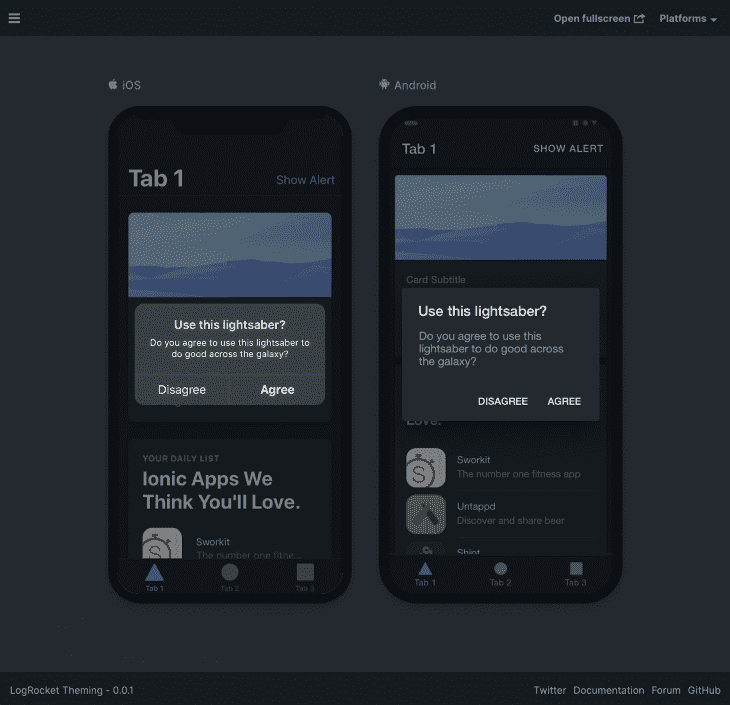 Open fullscreen
Platforms
iOS
Tab 1
Show Alert
Use this lightsaber?
Do you agree to use this lightsaber to
do good across the galaxy?
Disagree
Agree
YOUR DAILY LIST
Ionic Apps We
Think You'll Love.
Sworkit
The number one fitne...
Tab 1
Tab 2
Tab 3
Android
Tab 1
SHOW ALERT
Card Subtitle
Use this lightsaber?
Do you agree to use this
lightsaber to do good across
the galaxy?
DISAGREE
AGREE
Love.
Sworkit
The number one fitness app
Untappd
Discover and share beer
Tab 1
Tab 2
Tab 3
LogRocket Theming - 0.0.1
Twitter
Documentation
Forum
GitHub